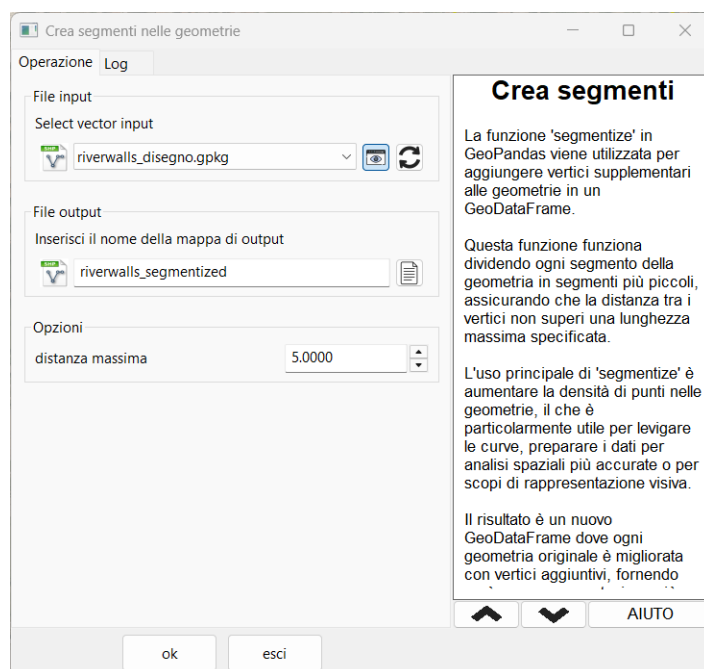 Crea segmenti nelle geometrie
Operazione
Log
File input
Select vector input
SHP
riverwalls_disegno.gpkg
File output
Inserisci il nome della mappa di output
SHP
riverwalls_segmentized
Opzioni
distanza massima
5.0000
ok
esci
Crea segmenti
La funzione 'segmentize' in
GeoPandas viene utilizzata per
aggiungere vertici supplementari
alle geometrie in un
GeoDataFrame.
Questa funzione funziona
dividendo ogni segmento della
geometria in segmenti più piccoli,
assicurando che la distanza tra i
vertici non superi una lunghezza
massima specificata.
L'uso principale di 'segmentize' è
aumentare la densità di punti nelle
geometrie, il che è
particolarmente utile per levigare
le curve, preparare i dati per
analisi spaziali più accurate o per
scopi di rappresentazione visiva.
Il risultato è un nuovo
GeoDataFrame dove ogni
geometria originale è migliorata
con vertici aggiuntivi, fornendo
AIUTO